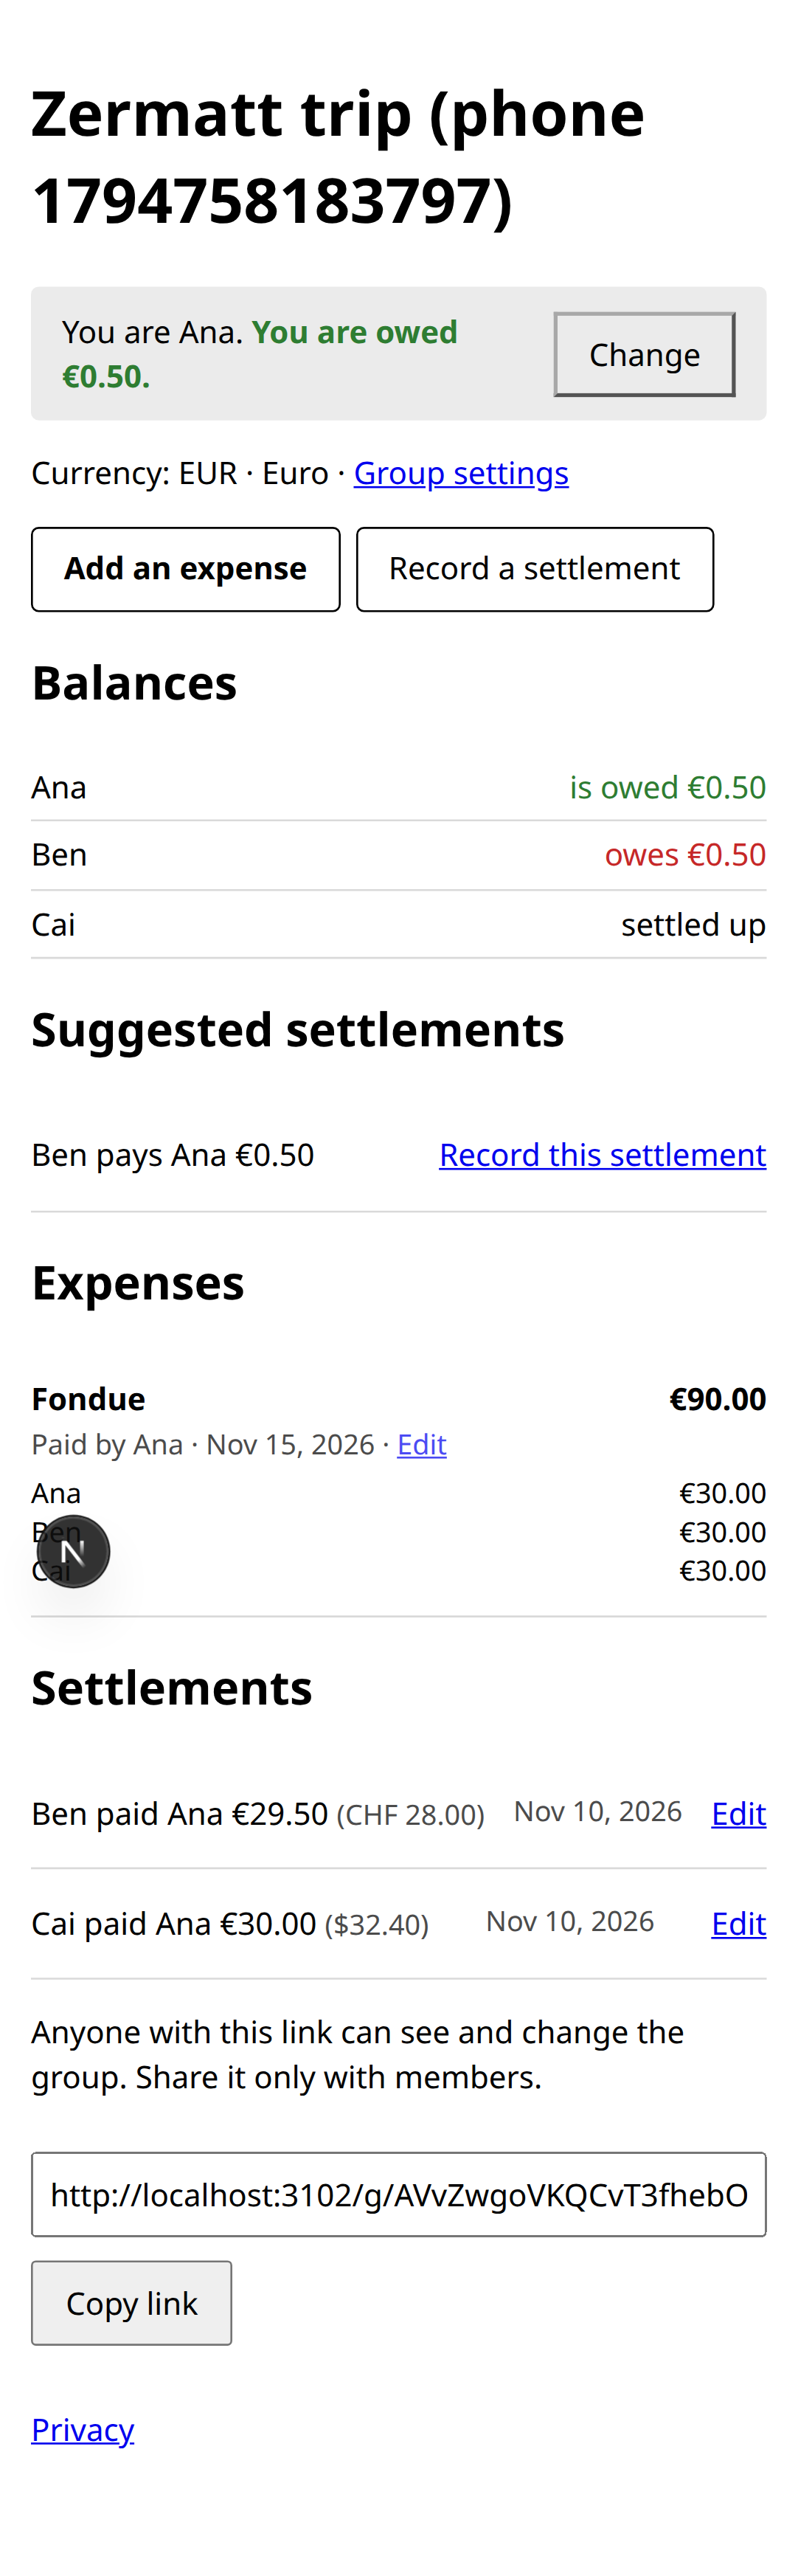 Zermatt trip (phone
1794758183797)
You are Ana. You are owed
€0.50.
Change
Currency: EUR · Euro · Group settings
Add an expense
Record a settlement
Balances
Ana is owed €0.50
Ben owes €0.50
Cai settled up
Suggested settlements
Ben pays Ana €0.50 Record this settlement
Expenses
Fondue €90.00
Paid by Ana · Nov 15, 2026 · Edit
Ana €30.00
Ben €30.00
Cai €30.00
N
Settlements
Ben paid Ana €29.50 (CHF 28.00) Nov 10, 2026 Edit
Cai paid Ana €30.00 ($32.40) Nov 10, 2026 Edit
Anyone with this link can see and change the
group. Share it only with members.
http://localhost:3102/g/AVvZwgoVKQCvT3fhebO
Copy link
Privacy